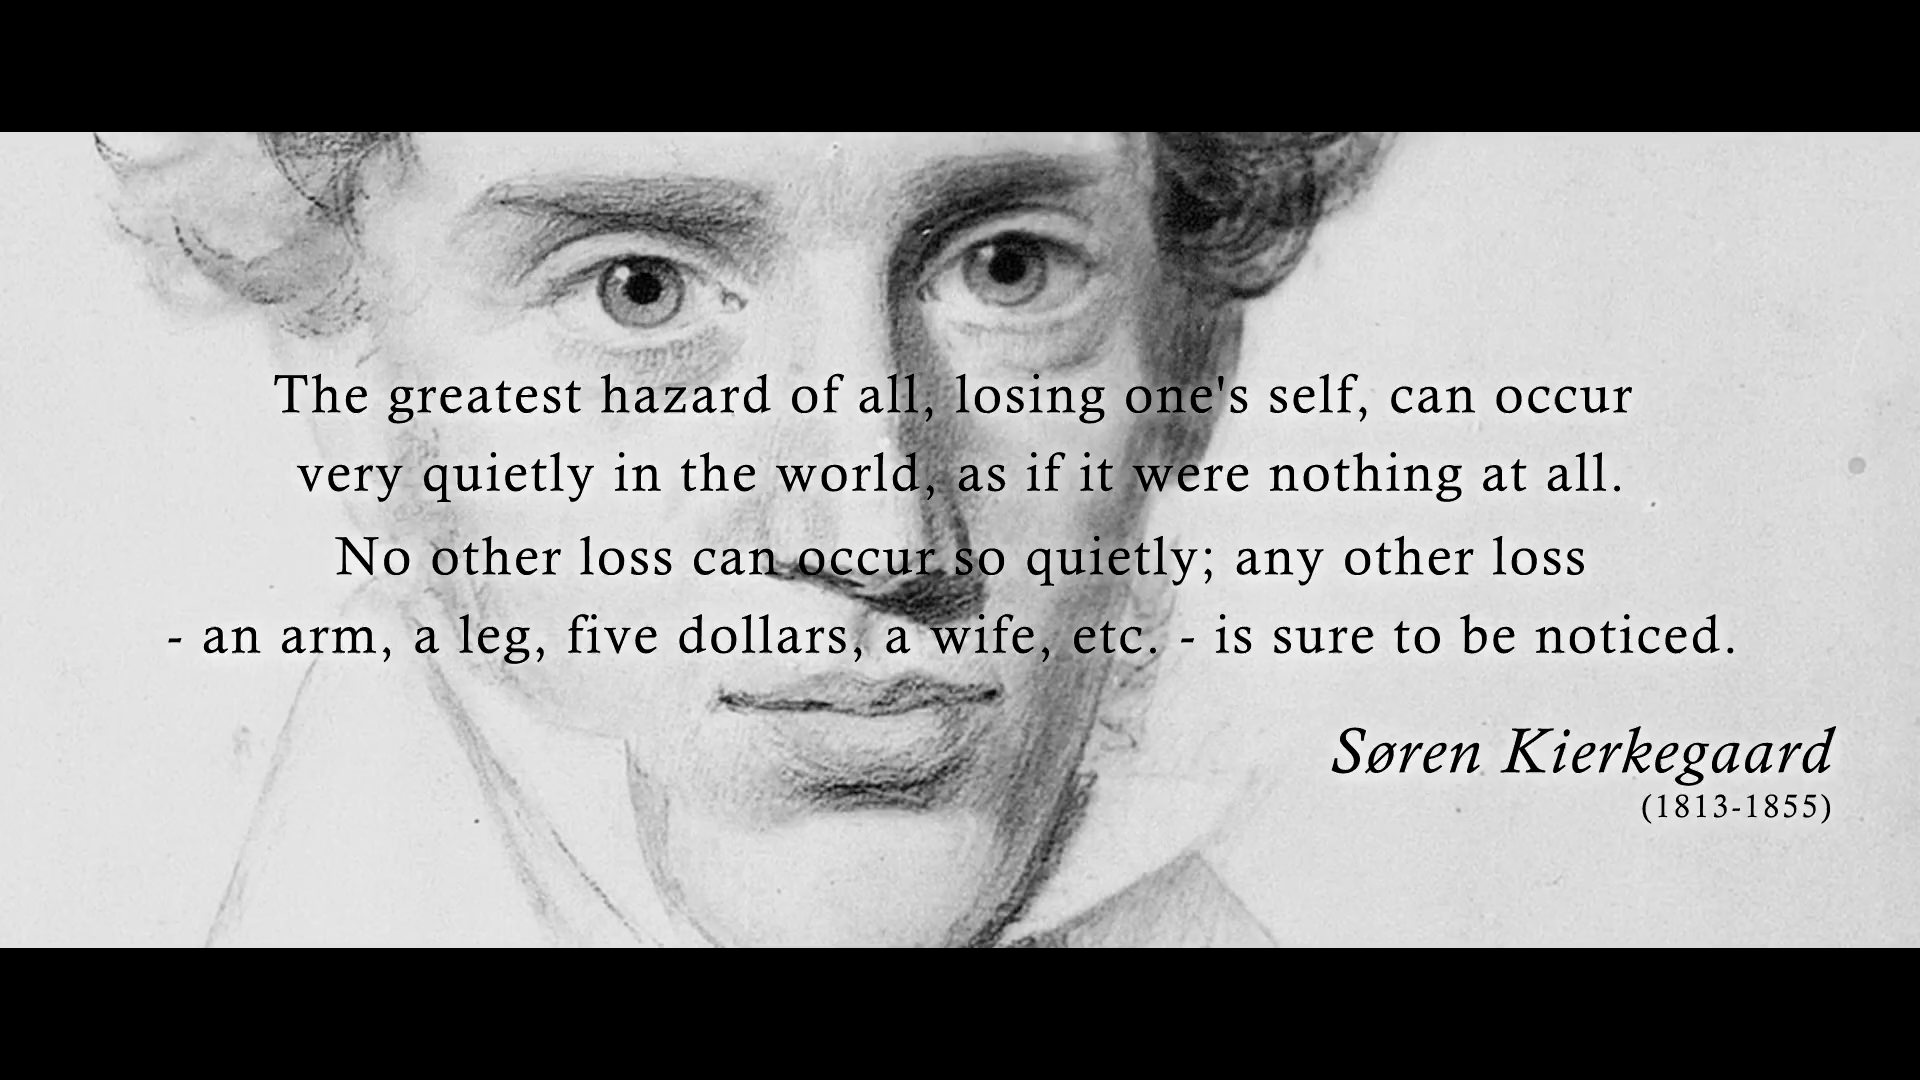 The greatest hazard of all, losing one's self, can occur
very quietly in the world, as if it were nothing at all.
No other loss can occur so quietly; any other loss
- an arm, a leg, five dollars, a wife, etc. - is sure to be noticed.
Søren Kierkegaard
(1813-1855)